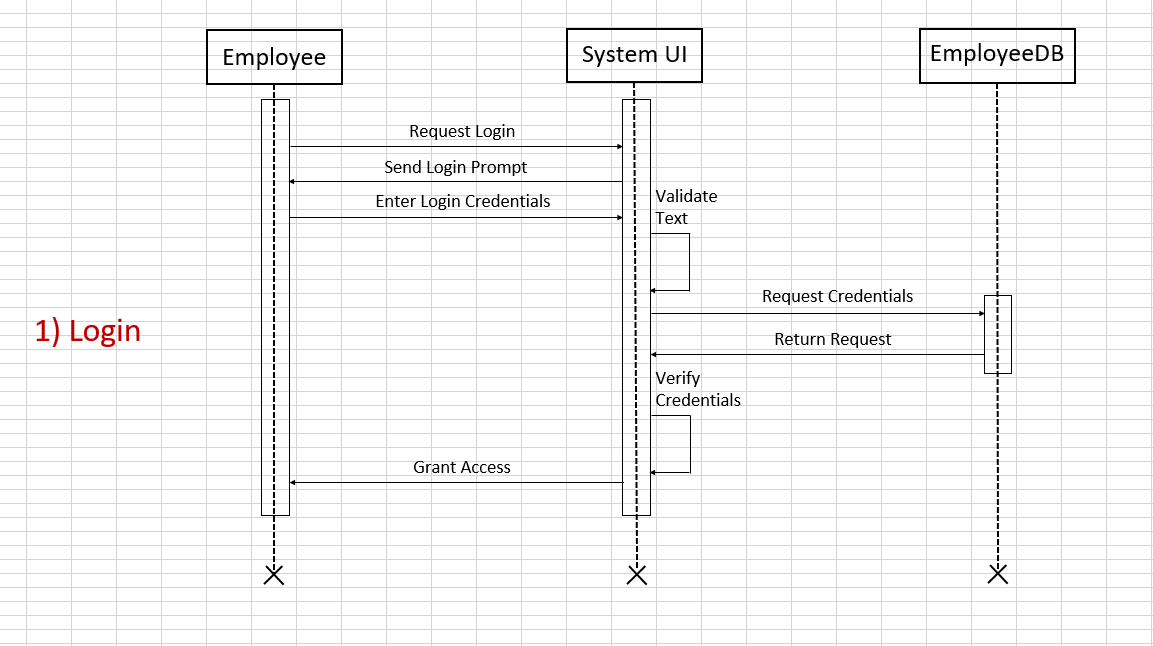 Employee
System UI
EmployeeDB
Request Login
Send Login Prompt
Enter Login Credentials
Validate
Text
Request Credentials
1) Login
Return Request
Verify
Credentials
Grant Access